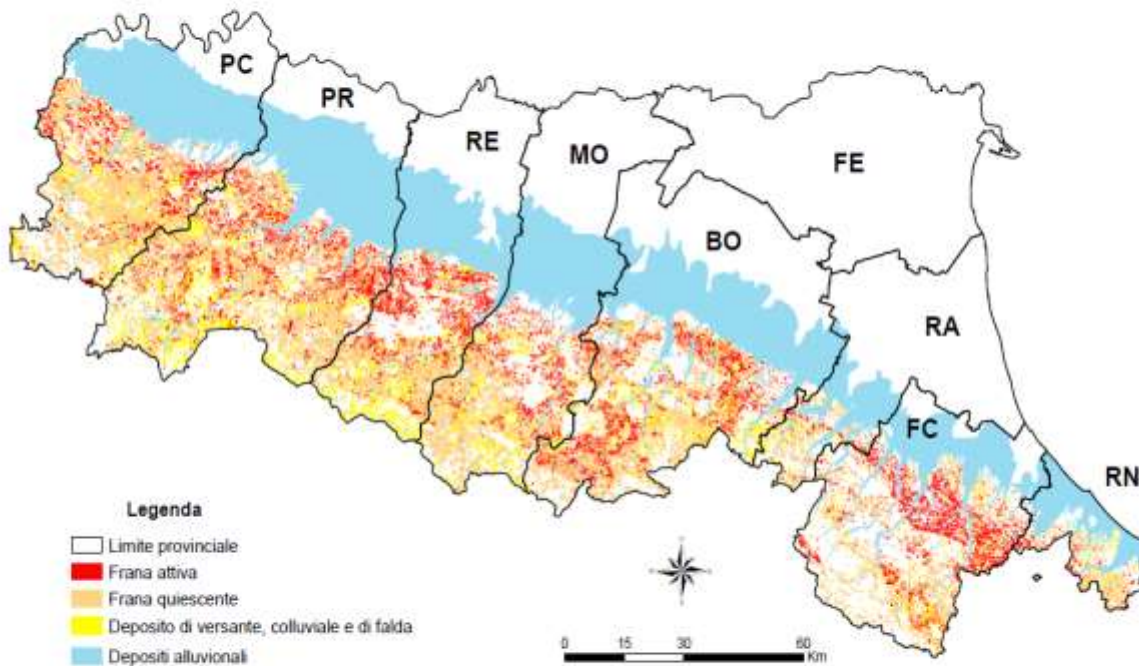 PC
PR
RE
MO
FE
BO
RA
FC
RN
Legenda
Limite provinciale
Frana attiva
Frana quiescente
Deposito di versante, colluviale e di falda
Depositi alluvionali
0 15 30 60
Km